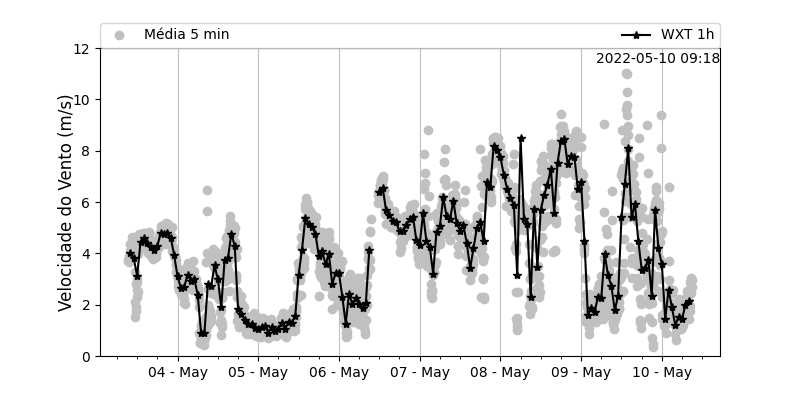 Média 5 min
WXT 1h
2022-05-10 09:18
Velocidade do Vento (m/s)
12
10
8
6
4
2
0
04 - May
05 - May
06 - May
07 - May
08 - May
09 - May
10 - May